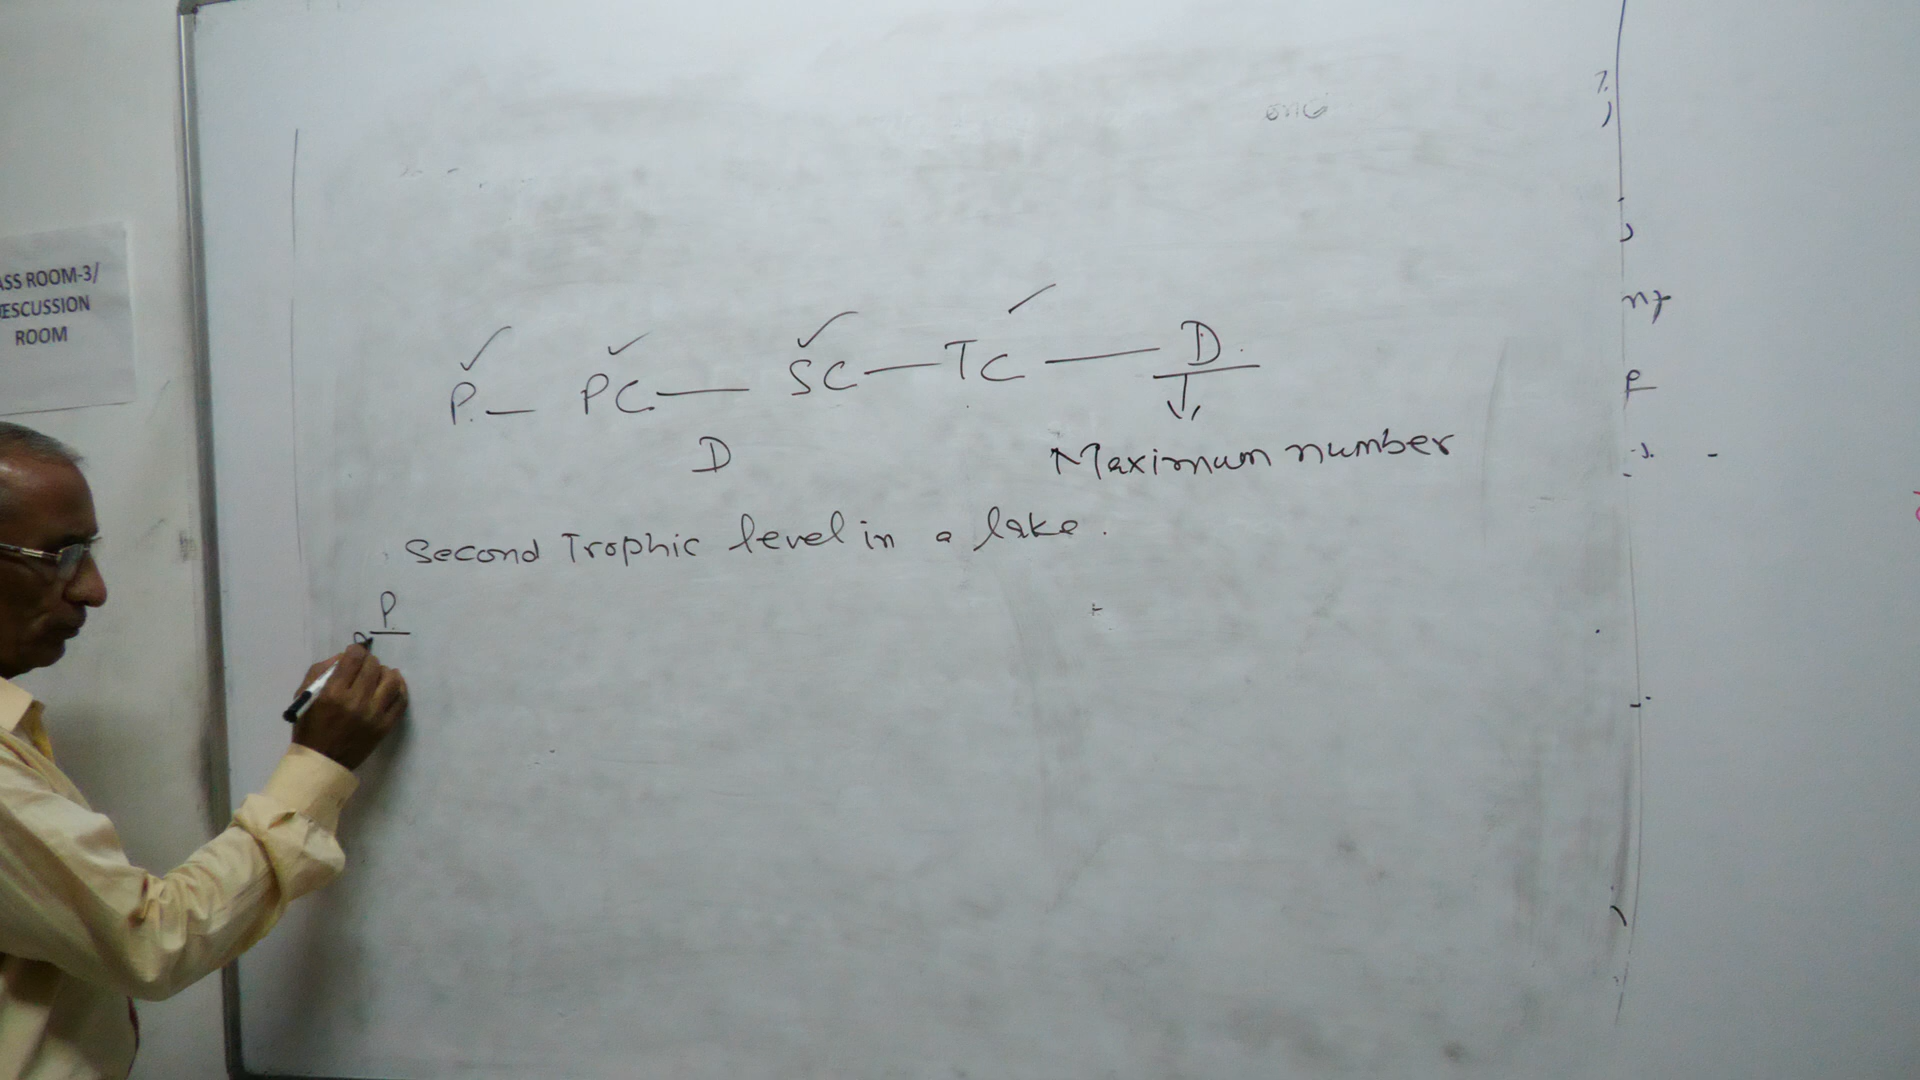 ASS ROOM-3/
ESCUSSION
ROOM
P. — PC — SC — TC — D.
D
Maximum number
Second Trophic level in a lake.
P.